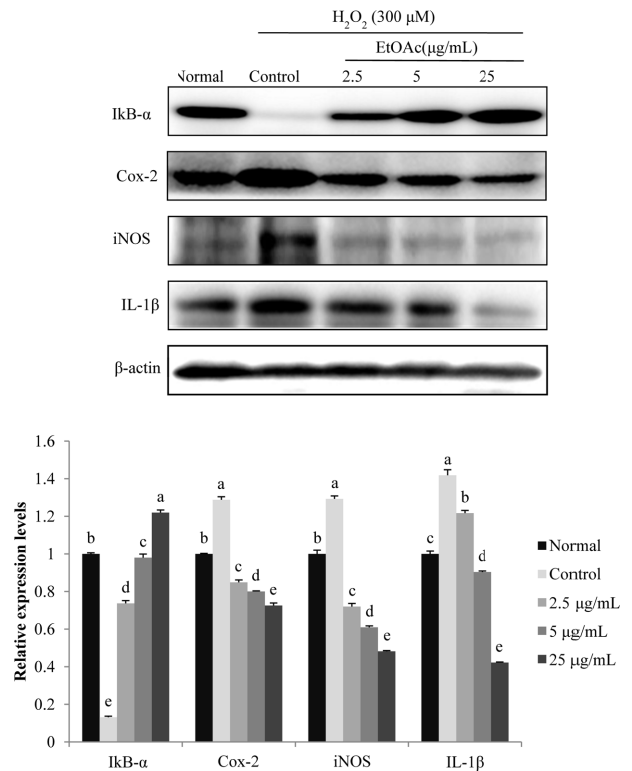 H₂O₂ (300 μM)
EtOAc(μg/mL)
Normal Control 2.5 5 25
IkB-α
Cox-2
iNOS
IL-1β
β-actin
Relative expression levels
1.6
1.4
1.2
1
0.8
0.6
0.4
0.2
0
b e d c a
b a c d e
b a c d e
c a b d e
IkB-α Cox-2 iNOS IL-1β
Normal
Control
2.5 μg/mL
5 μg/mL
25 μg/mL